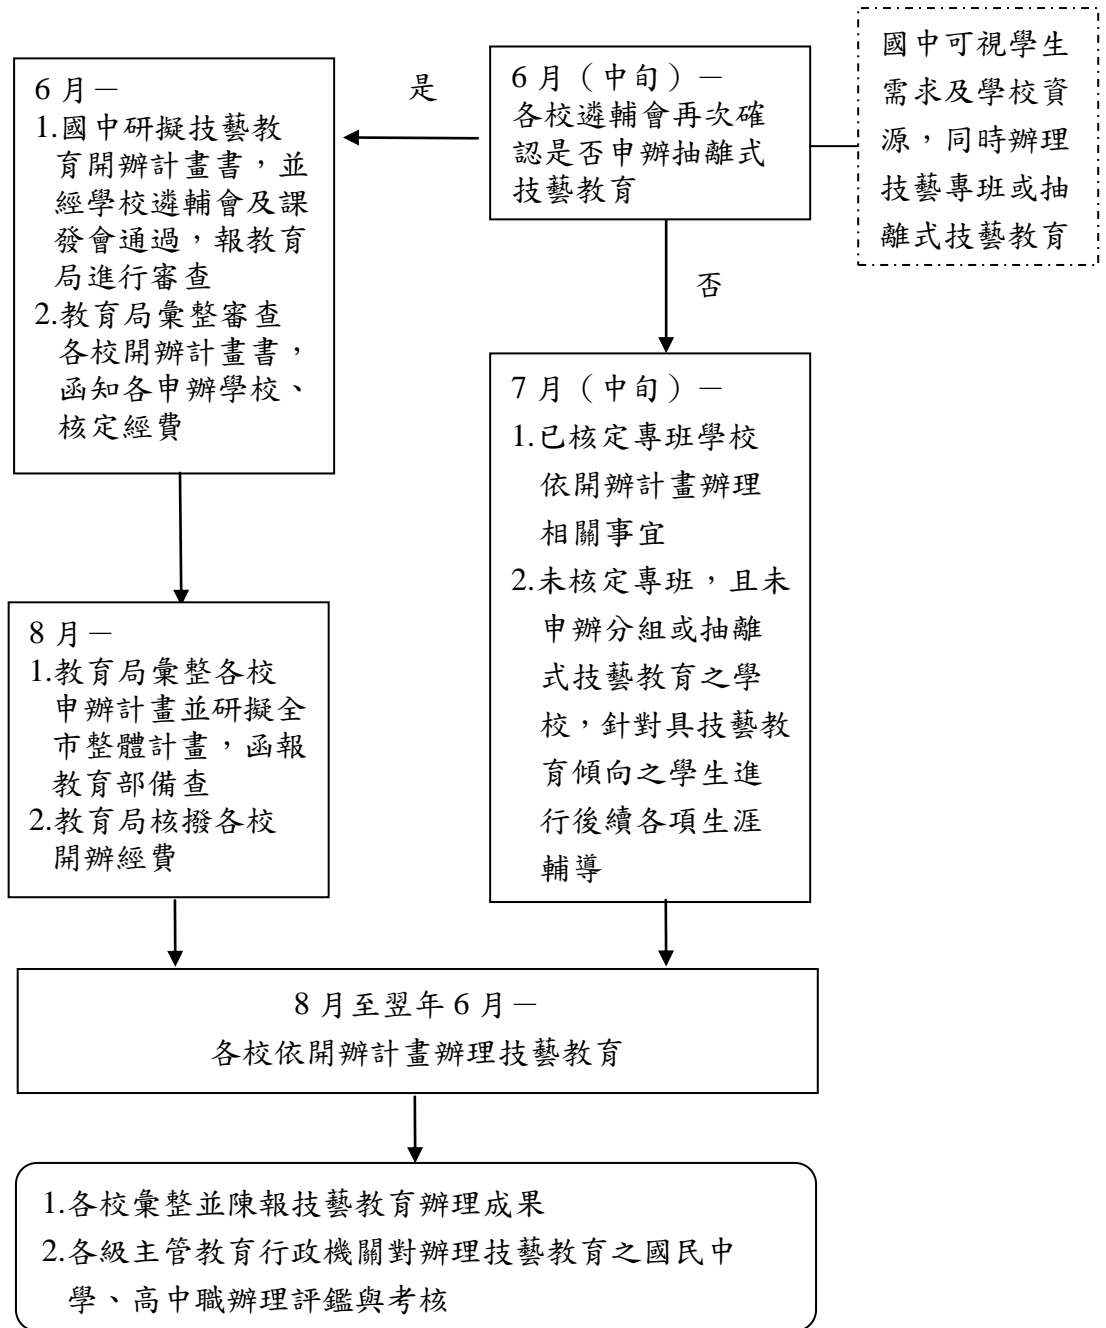 國中可視學生
需求及學校資
源，同時辦理
技藝專班或抽
離式技藝教育
6月（中旬）－
各校遴輔會再次確
認是否申辦抽離式
技藝教育
是
否
6月－
1.國中研擬技藝教
育開辦計畫書，並
經學校遴輔會及課
發會通過，報教育
局進行審查
2.教育局彙整審查
各校開辦計畫書，
函知各申辦學校、
核定經費
7月（中旬）－
1.已核定專班學校
依開辦計畫辦理
相關事宜
2.未核定專班，且未
申辦分組或抽離
式技藝教育之學
校，針對具技藝教
育傾向之學生進
行後續各項生涯
輔導
8月－
1.教育局彙整各校
申辦計畫並研擬全
市整體計畫，函報
教育部備查
2.教育局核撥各校
開辦經費
8月至翌年6月－
各校依開辦計畫辦理技藝教育
1.各校彙整並陳報技藝教育辦理成果
2.各級主管教育行政機關對辦理技藝教育之國民中
學、高中職辦理評鑑與考核